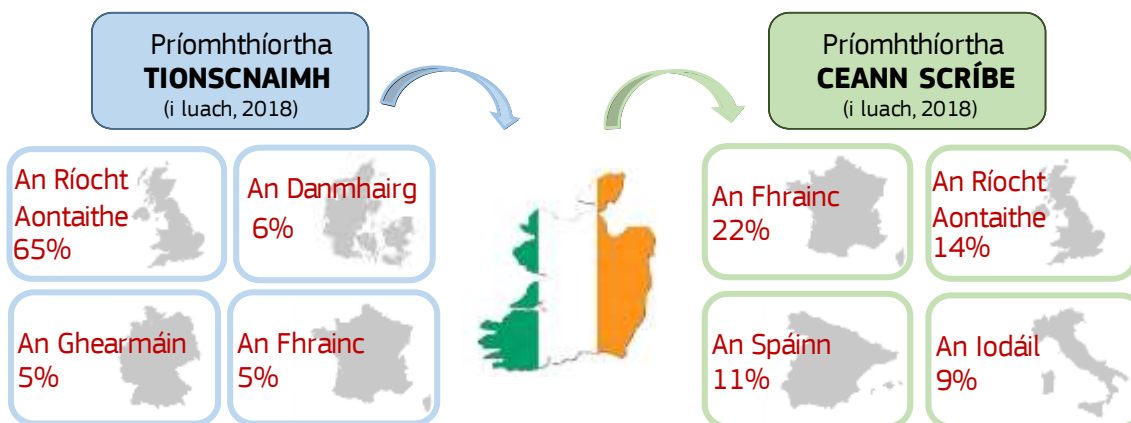 Príomhthíortha
TIONSCNAIMH
(i luach, 2018)
Príomhthíortha
CEANN SCRÍBE
(i luach, 2018)
An Ríocht
Aontaithe
65%
An Danmhairg
6%
An Ghearmáin
5%
An Fhrainc
5%
An Fhrainc
22%
An Ríocht
Aontaithe
14%
An Spáinn
11%
An Iodáil
9%